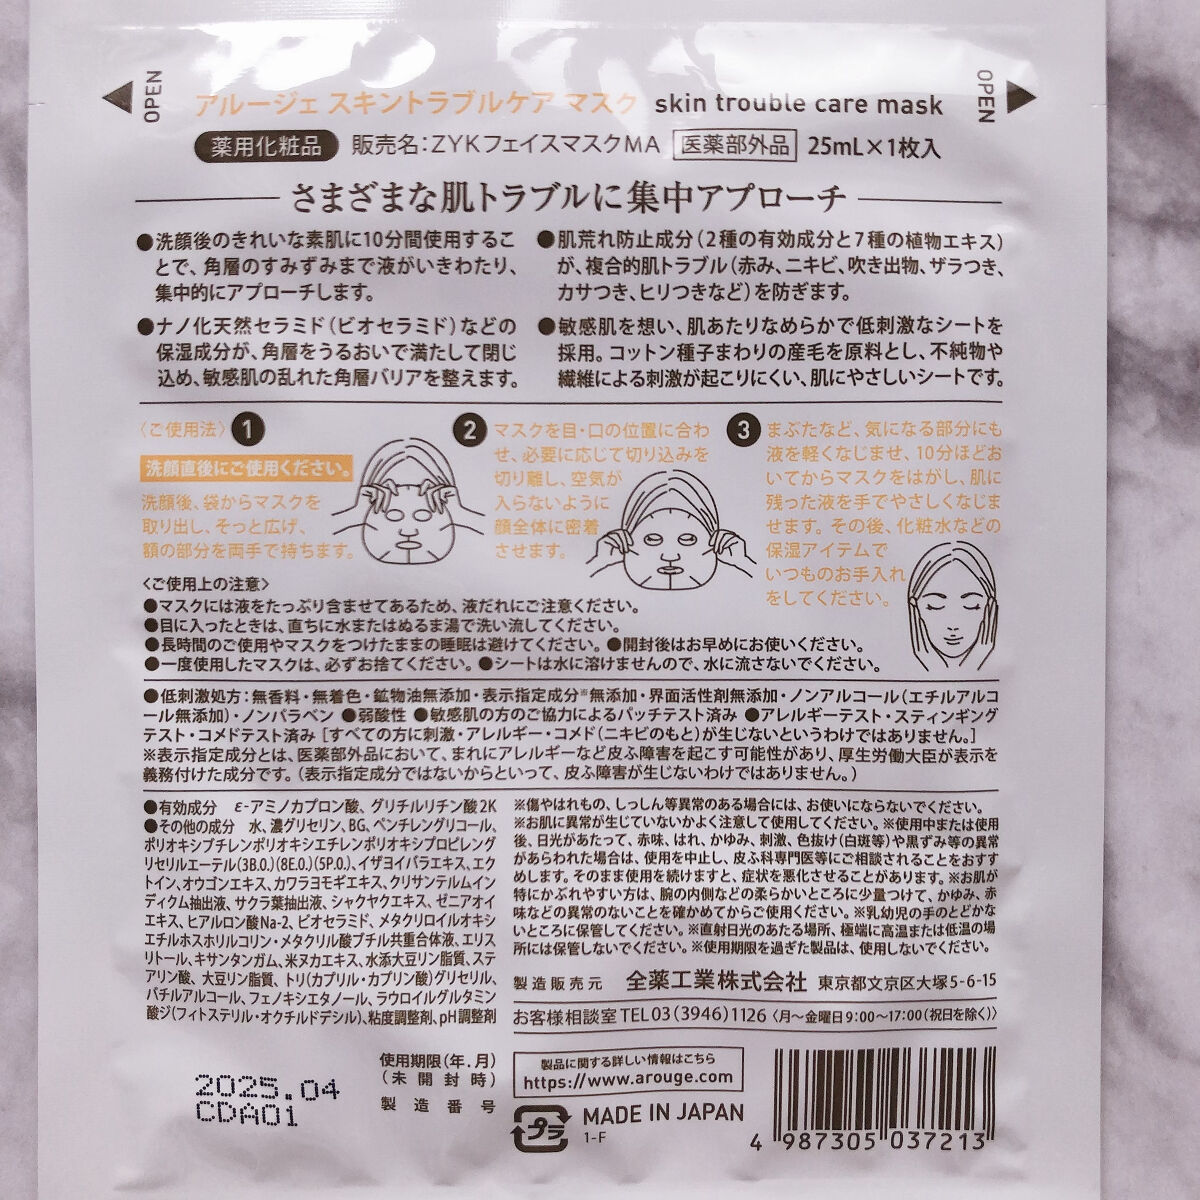 OPEN
OPEN
アルージェ スキントラブルケア マスク skin trouble care mask
薬用化粧品 販売名:ZYKフェイスマスクMA 医薬部外品 25mL×1枚入
さまざまな肌トラブルに集中アプローチ
●洗顔後のきれいな素肌に10分間使用するこ
とで、角層のすみずみまで液がいきわたり、
集中的にアプローチします。
●ナノ化天然セラミド(ビオセラミド)などの
保湿成分が、角層をうるおいで満たして閉じ
込め、敏感肌の乱れた角層バリアを整えます。
●肌荒れ防止成分(2種の有効成分と7種の植物エキス)
が、複合的肌トラブル(赤み、ニキビ、吹き出物、ザラつき、
カサつき、ヒリつきなど)を防ぎます。
●敏感肌を想い、肌あたりなめらかで低刺激なシートを
採用。コットン種子まわりの産毛を原料とし、不純物や
繊維による刺激が起こりにくい、肌にやさしいシートです。
〈ご使用法〉 1
洗顔直後にご使用ください。
洗顔後、袋からマスクを
取り出し、そっと広げ、
額の部分を両手で持ちます。
2 マスクを目・口の位置に合わ
せ、必要に応じて切り込みを
切り離し、空気が
入らないように
顔全体に密着
させます。
3 まぶたなど、気になる部分にも
液を軽くなじませ、10分ほどお
いてからマスクをはがし、肌に
残った液を手でやさしくなじま
せます。その後、化粧水などの
保湿アイテムで
いつものお手入れ
をしてください。
〈ご使用上の注意〉
●マスクには液をたっぷり含ませてあるため、液だれにご注意ください。
●目に入ったときは、直ちに水またはぬるま湯で洗い流してください。
●長時間のご使用やマスクをつけたままの睡眠は避けてください。●開封後はお早めにお使いください。
●一度使用したマスクは、必ずお捨てください。●シートは水に溶けませんので、水に流さないでください。
●低刺激処方:無香料・無着色・鉱物油無添加・表示指定成分※無添加・界面活性剤無添加・ノンアルコール(エチルアルコ
ール無添加)・ノンパラベン ●弱酸性 ●敏感肌の方のご協力によるパッチテスト済み ●アレルギーテスト・スティンギング
テスト・コメドテスト済み [すべての方に刺激・アレルギー・コメド(ニキビのもと)が生じないというわけではありません。]
※表示指定成分とは、医薬部外品において、まれにアレルギーなど皮ふ障害を起こす可能性があり、厚生労働大臣が表示を
義務付けた成分です。(表示指定成分ではないからといって、皮ふ障害が生じないわけではありません。)
●有効成分 ε-アミノカプロン酸、グリチルリチン酸2K
●その他の成分 水、濃グリセリン、BG、ペンチレングリコール、
ポリオキシブチレンポリオキシエチレンポリオキシプロピレング
リセリルエーテル(3B.O.)(8E.O.)(5P.O.)、イザヨイバラエキス、エク
トイン、オウゴンエキス、カワラヨモギエキス、クリサンテルムイン
ディクム抽出液、サクラ葉抽出液、シャクヤクエキス、ゼニアオイ
エキス、ヒアルロン酸Na-2、ビオセラミド、メタクリロイルオキシ
エチルホスホリルコリン・メタクリル酸ブチル共重合体液、エリス
リトール、キサンタンガム、米ヌカエキス、水添大豆リン脂質、ステ
アリン酸、大豆リン脂質、トリ(カプリル・カプリン酸)グリセリル、
バチルアルコール、フェノキシエタノール、ラウロイルグルタミン
酸ジ(フィトステリル・オクチルドデシル)、粘度調整剤、pH調整剤
※傷やはれもの、しっしん等異常のある場合には、お使いにならないでください。
※お肌に異常が生じていないかよく注意して使用してください。※使用中または使用
後、日光があたって、赤味、はれ、かゆみ、刺激、色抜け(白斑等)や黒ずみ等の異常
があらわれた場合は、使用を中止し、皮ふ科専門医等にご相談されることをおすす
めします。そのまま使用を続けますと、症状を悪化させることがあります。※お肌が
特にかぶれやすい方は、腕の内側などの柔らかいところに少量つけて、かゆみ、赤
味などの異常のないことを確かめてからご使用ください。※乳幼児の手のとどかな
いところに保管してください。※直射日光のあたる場所、極端に高温または低温の場
所には保管しないでください。※使用期限を過ぎた製品は、使用しないでください。
製造販売元 全薬工業株式会社 東京都文京区大塚5-6-15
お客様相談室TEL03(3946)1126〈月〜金曜日9:00〜17:00(祝日を除く)〉
2025.04
CDA01
使用期限(年.月)
(未開封時)
製造番号
製品に関する詳しい情報はこちら
https://www.arouge.com
プラ MADE IN JAPAN
1-F
4 987305 037213